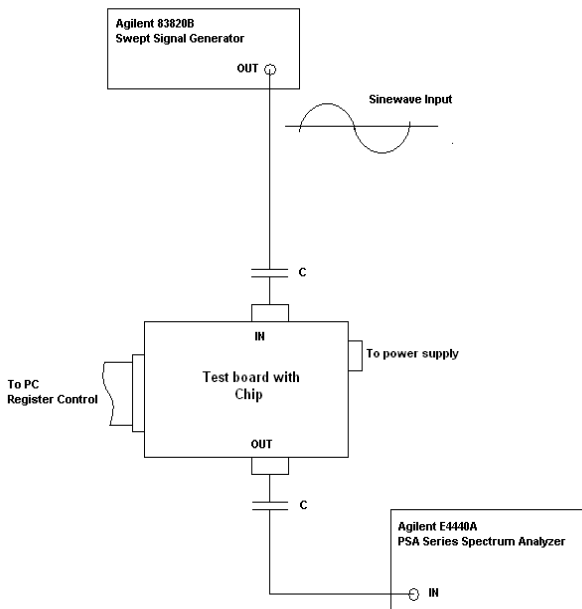 Agilent 83820B
Swept Signal Generator
OUT
Sinewave Input
C
IN
To power supply
Test board with
Chip
To PC
Register Control
OUT
C
Agilent E4440A
PSA Series Spectrum Analyzer
IN